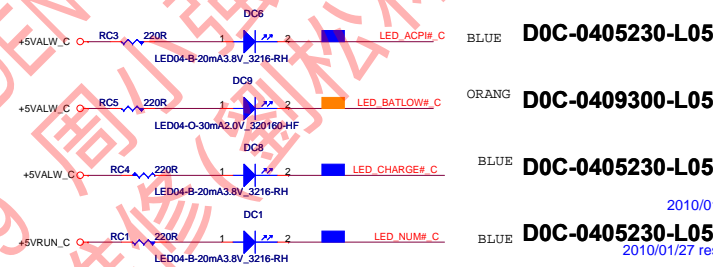 DC6
+5VALW_C RC3 220R 1 2 LED_ACPI#_C BLUE D0C-0405230-L05
LED04-B-20mA3.8V_3216-RH
DC9
+5VALW_C RC5 220R 1 2 LED_BATLOW#_C ORANG D0C-0409300-L05
LED04-O-30mA2.0V_320160-HF
DC8
+5VALW_C RC4 220R 1 2 LED_CHARGE#_C BLUE D0C-0405230-L05
LED04-B-20mA3.8V_3216-RH
2010/0
DC1
+5VRUN_C RC1 220R 1 2 LED_NUM#_C BLUE D0C-0405230-L05
2010/01/27 res
LED04-B-20mA3.8V_3216-RH